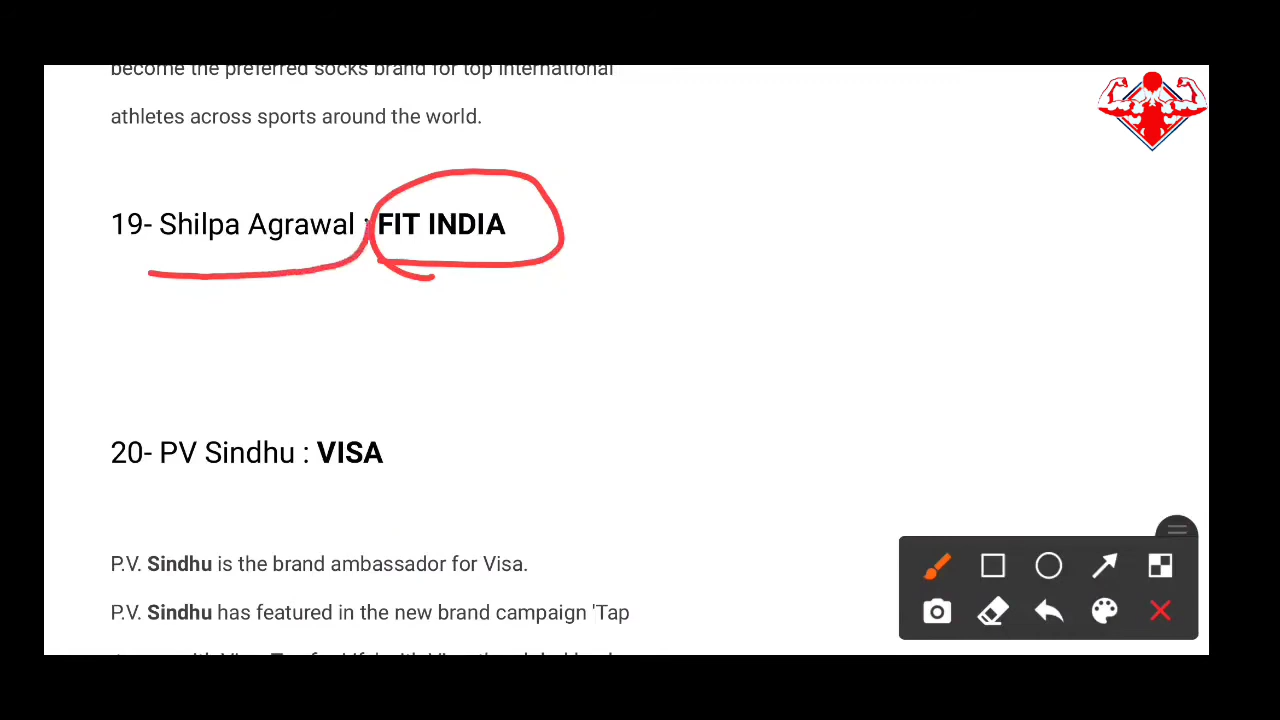 become the preferred socks brand for top international
athletes across sports around the world.
19- Shilpa Agrawal : FIT INDIA
20- PV Sindhu : VISA
P.V. Sindhu is the brand ambassador for Visa.
P.V. Sindhu has featured in the new brand campaign 'Tap